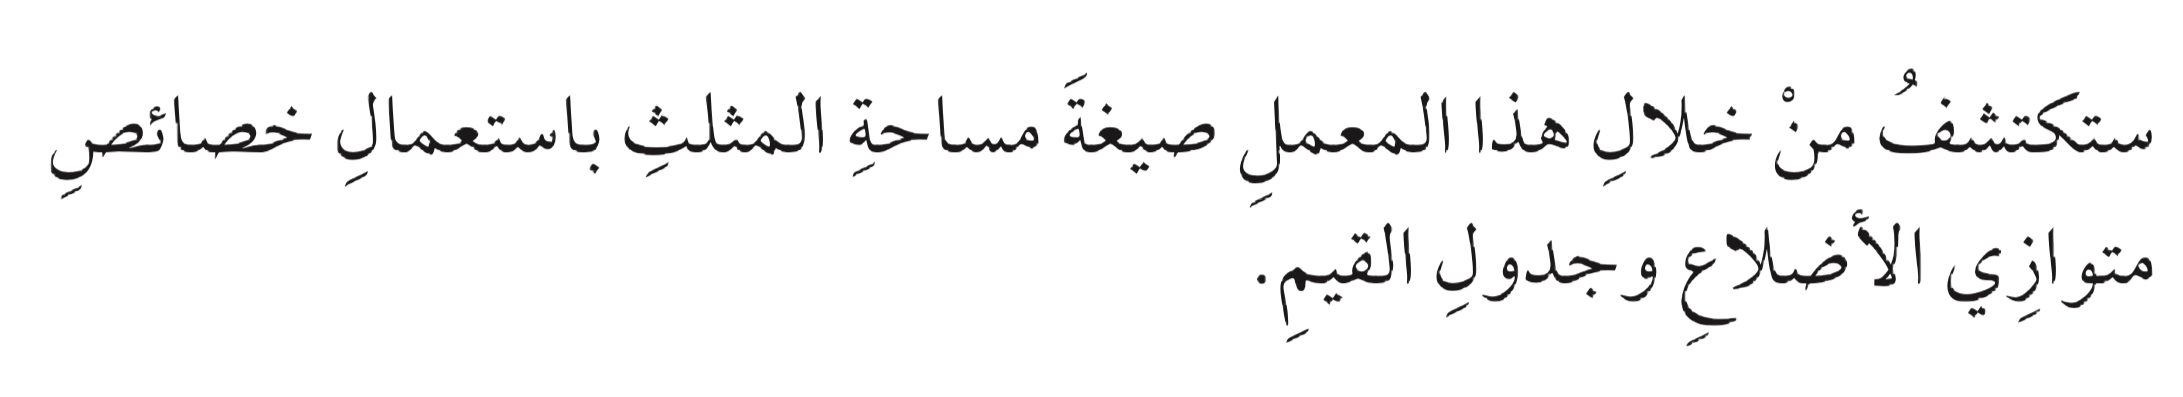 ستكتشفُ منْ خلالِ هذا المعملِ صيغةَ مساحةِ المثلثِ باستعمالِ خصائصِ
متوازِي الأضلاعِ وجدولِ القيمِ.